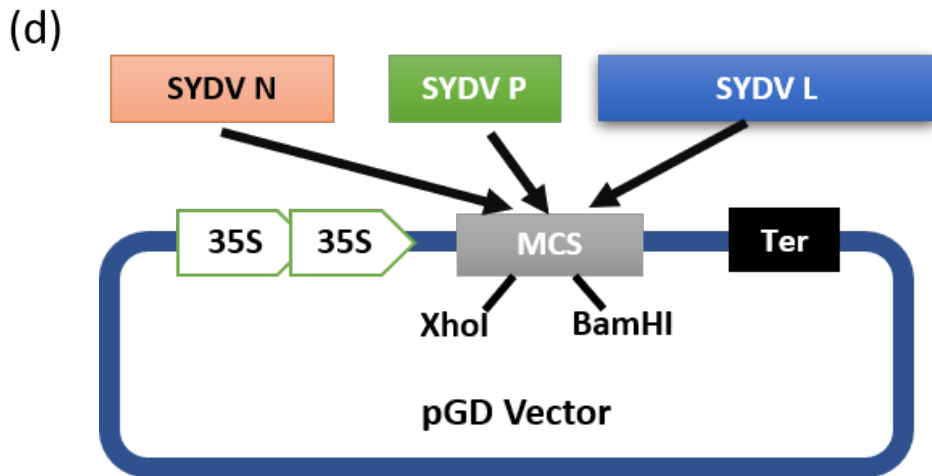 (d)
SYDV N
SYDV P
SYDV L
35S
35S
MCS
Ter
XhoI
BamHI
pGD Vector